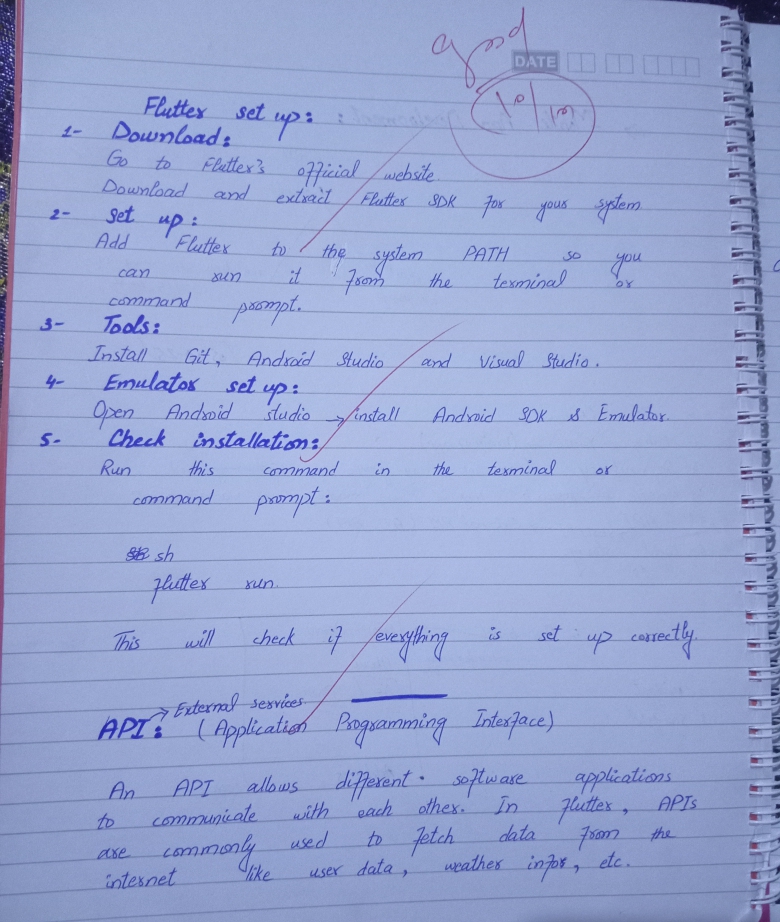 good
DATE
10/10
Flutter set up:
1- Download:
Go to Flutter's official website
Download and extract Flutter SDK for your system
2- set up:
Add Flutter to the system PATH so you
can run it from the terminal or
command prompt.
3- Tools:
Install Git, Android Studio and Visual Studio.
4- Emulator set up:
Open Android studio → install Android SDK & Emulator.
5- Check installation:
Run this command in the terminal or
command prompt:
sh
flutter run.
This will check if everything is set up correctly.
→ External services
API: (Application Programming Interface)
An API allows different software applications
to communicate with each other. In flutter, APIs
are commonly used to fetch data from the
internet like user data, weather infor, etc.